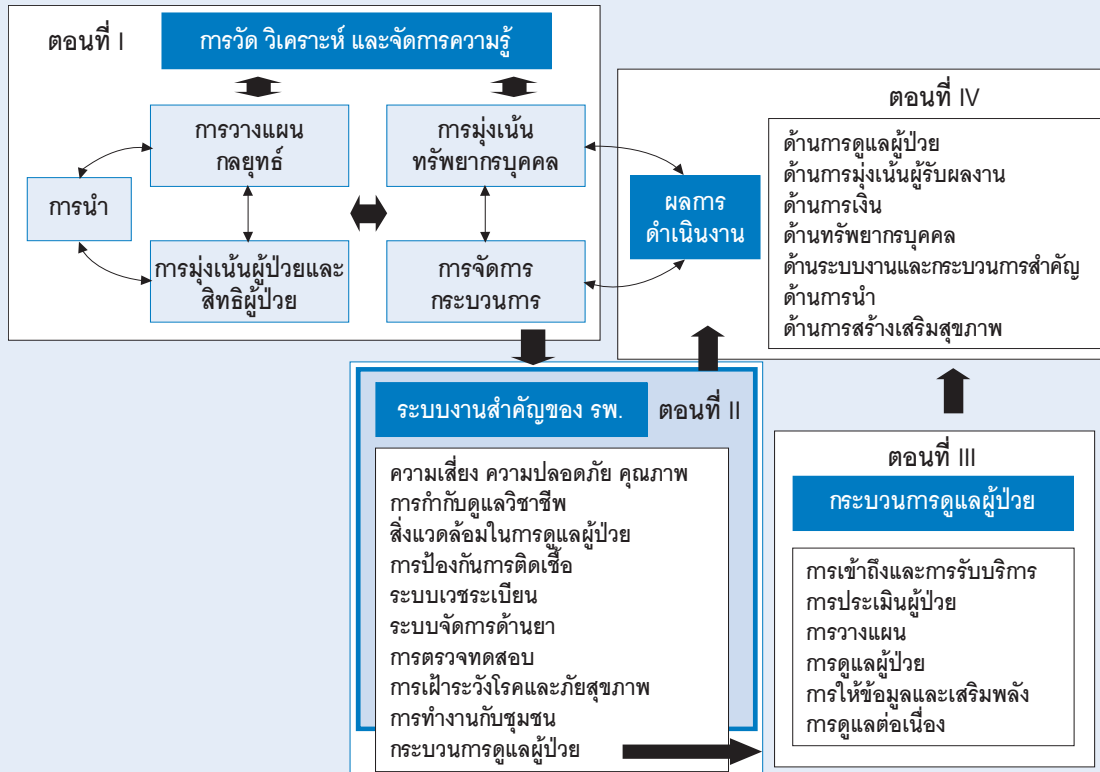 ตอนที่ I
การวัด วิเคราะห์ และจัดการความรู้
การวางแผน
กลยุทธ์
การมุ่งเน้น
ทรัพยากรบุคคล
การนำ
การมุ่งเน้นผู้ป่วยและ
สิทธิผู้ป่วย
การจัดการ
กระบวนการ
ผลการ
ดำเนินงาน
ตอนที่ IV
ด้านการดูแลผู้ป่วย
ด้านการมุ่งเน้นผู้รับผลงาน
ด้านการเงิน
ด้านทรัพยากรบุคคล
ด้านระบบงานและกระบวนการสำคัญ
ด้านการนำ
ด้านการสร้างเสริมสุขภาพ
ระบบงานสำคัญของ รพ.
ตอนที่ II
ความเสี่ยง ความปลอดภัย คุณภาพ
การกำกับดูแลวิชาชีพ
สิ่งแวดล้อมในการดูแลผู้ป่วย
การป้องกันการติดเชื้อ
ระบบเวชระเบียน
ระบบจัดการด้านยา
การตรวจทดสอบ
การเฝ้าระวังโรคและภัยสุขภาพ
การทำงานกับชุมชน
กระบวนการดูแลผู้ป่วย
ตอนที่ III
กระบวนการดูแลผู้ป่วย
การเข้าถึงและการรับบริการ
การประเมินผู้ป่วย
การวางแผน
การดูแลผู้ป่วย
การให้ข้อมูลและเสริมพลัง
การดูแลต่อเนื่อง